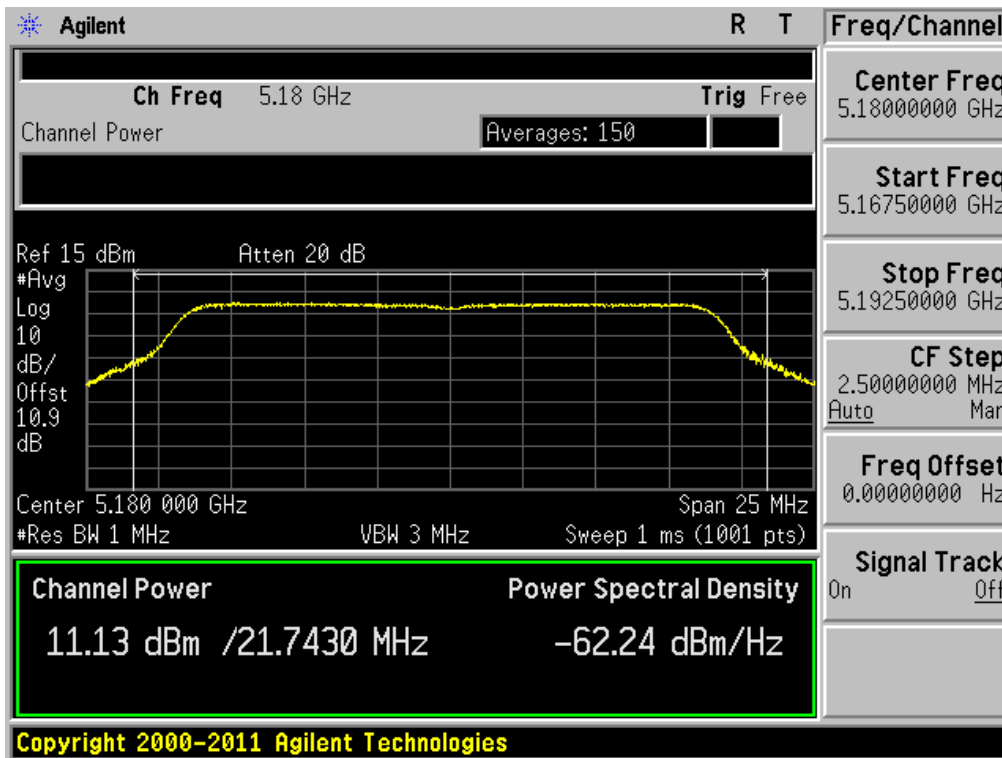 Agilent R T
Freq/Channel
Ch Freq 5.18 GHz Trig Free
Channel Power Averages: 150
Ref 15 dBm Atten 20 dB
#Avg
Log
10
dB/
Offst
10.9
dB
Center 5.180 000 GHz Span 25 MHz
#Res BW 1 MHz VBW 3 MHz Sweep 1 ms (1001 pts)
Channel Power Power Spectral Density
11.13 dBm /21.7430 MHz -62.24 dBm/Hz
Copyright 2000-2011 Agilent Technologies
Center Freq
5.18000000 GHz
Start Freq
5.16750000 GHz
Stop Freq
5.19250000 GHz
CF Step
2.50000000 MHz
Auto Man
Freq Offset
0.00000000 Hz
Signal Track
On Off